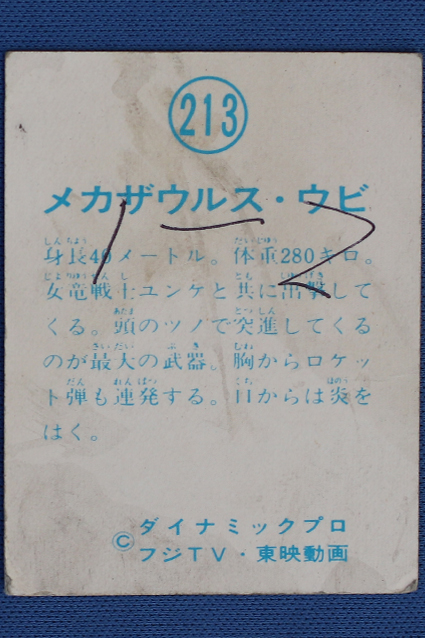 213
メカザウルス・ウビ
1-2
身長40メートル。体重280キロ。
女竜戦士ユンケと共に出撃して
くる。頭のツノで突進してくる
のが最大の武器。胸からロケッ
ト弾も連発する。口からは炎を
はく。
©ダイナミックプロ
フジTV・東映動画